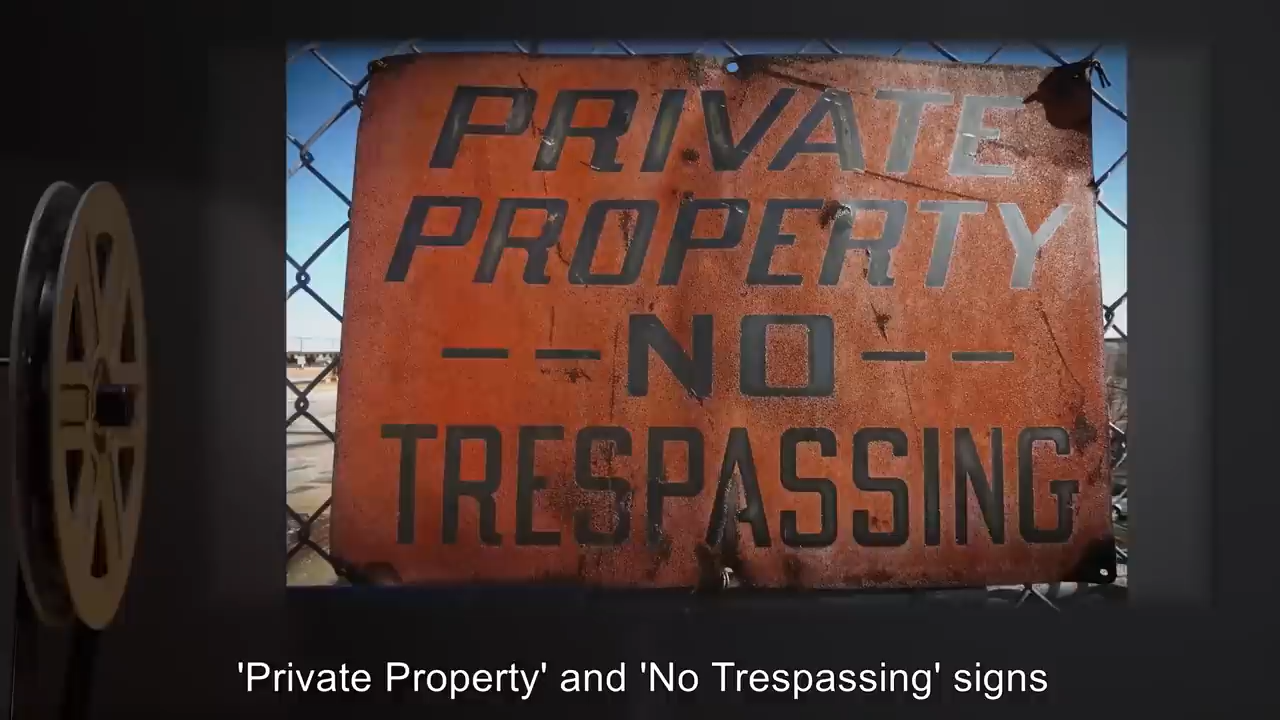 PRIVATE
PROPERTY
-- NO --
TRESPASSING
'Private Property' and 'No Trespassing' signs